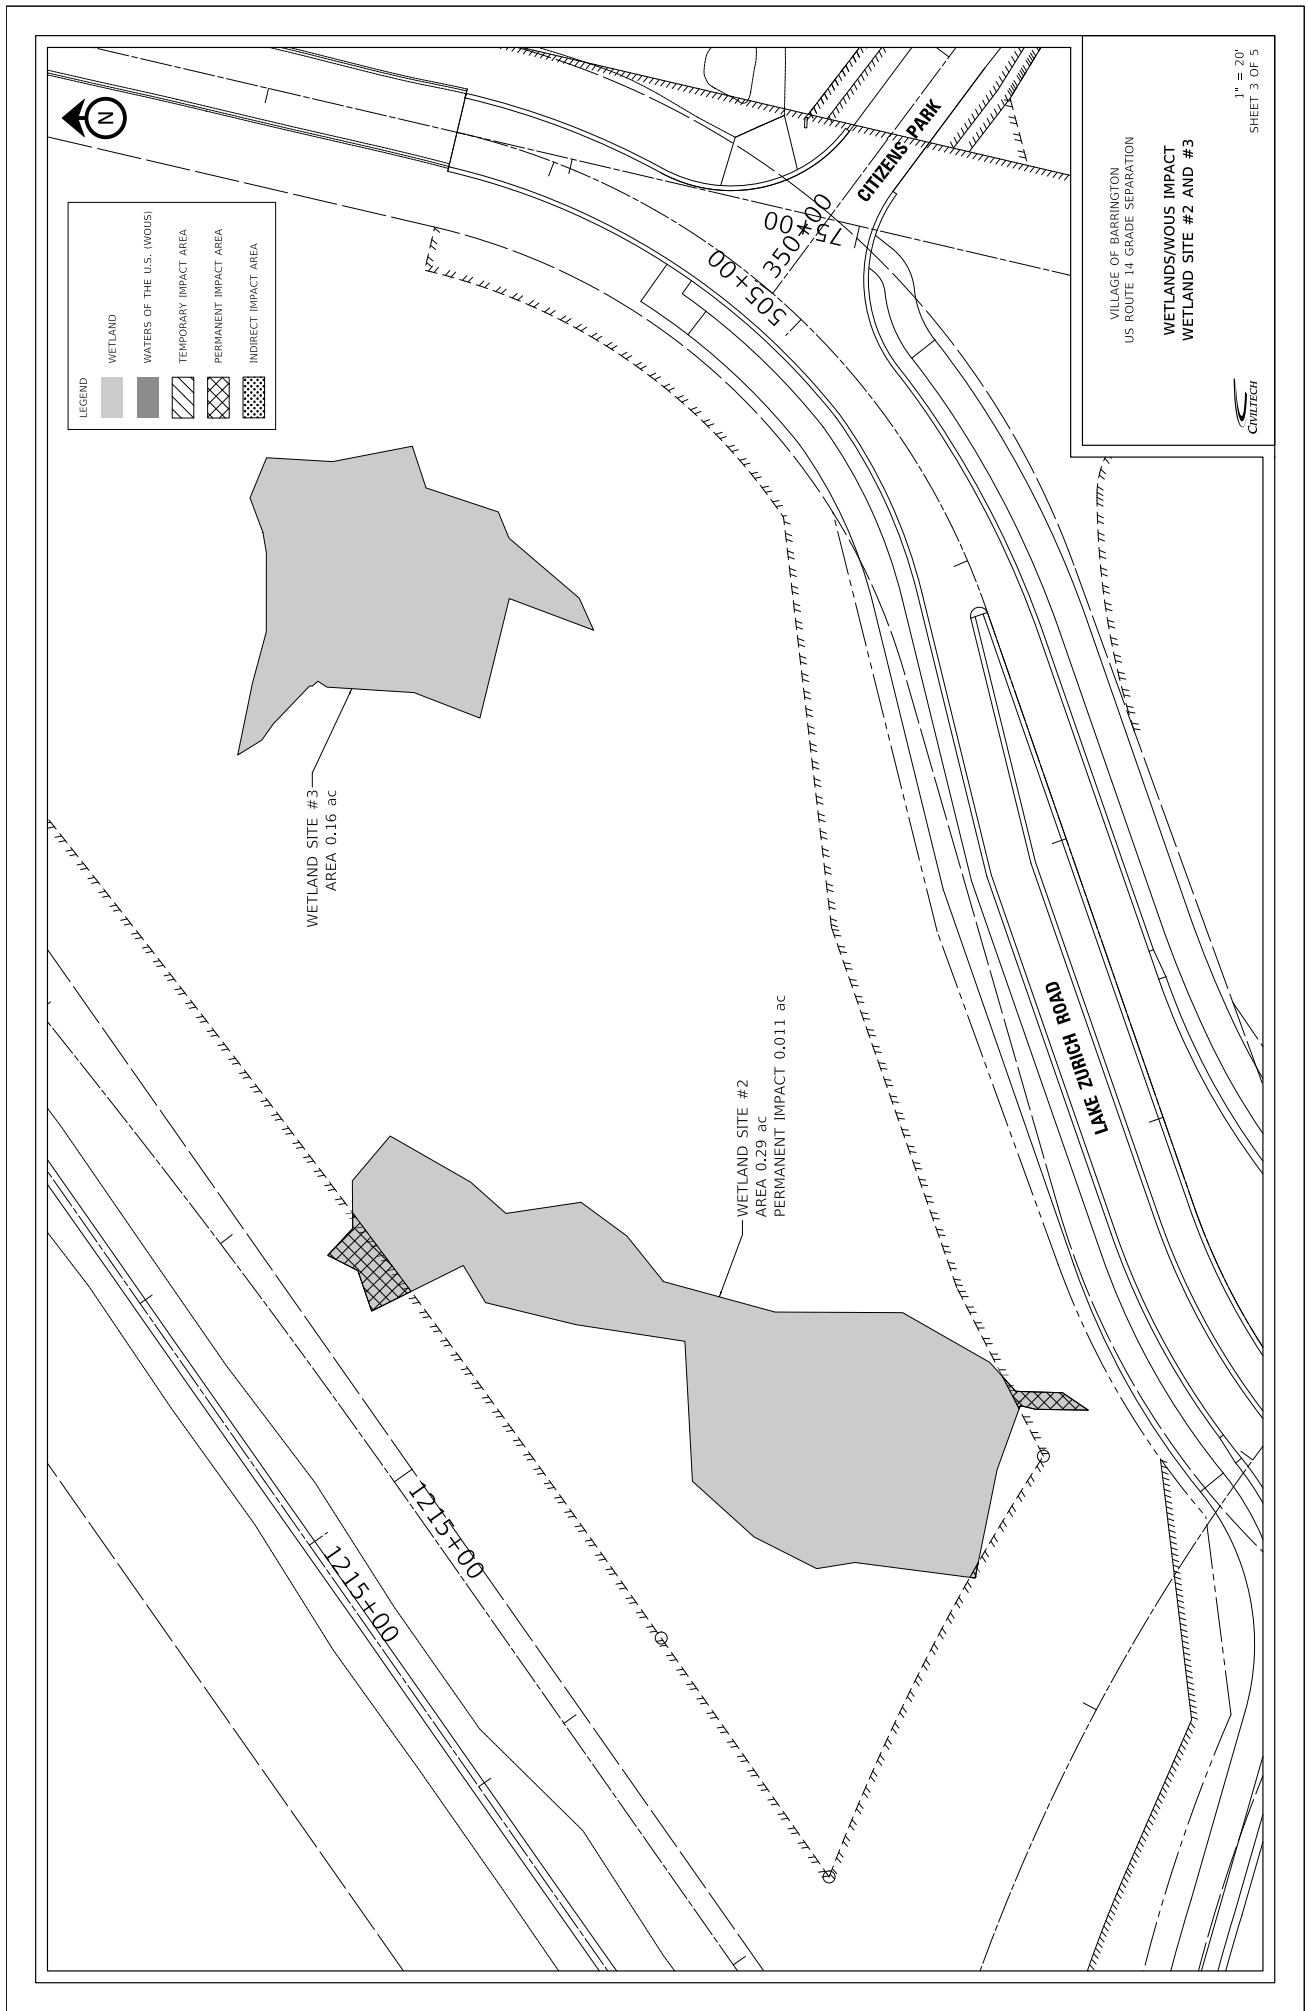 N
LEGEND
WETLAND
WATERS OF THE U.S. (WOUS)
TEMPORARY IMPACT AREA
PERMANENT IMPACT AREA
INDIRECT IMPACT AREA
WETLAND SITE #3
AREA 0.16 ac
WETLAND SITE #2
AREA 0.29 ac
PERMANENT IMPACT 0.011 ac
1215+00
1215+00
505+00
350+00
75+00
CITIZENS PARK
LAKE ZURICH ROAD
VILLAGE OF BARRINGTON
US ROUTE 14 GRADE SEPARATION
WETLANDS/WOUS IMPACT
WETLAND SITE #2 AND #3
1" = 20'
SHEET 3 OF 5
CIVILTECH